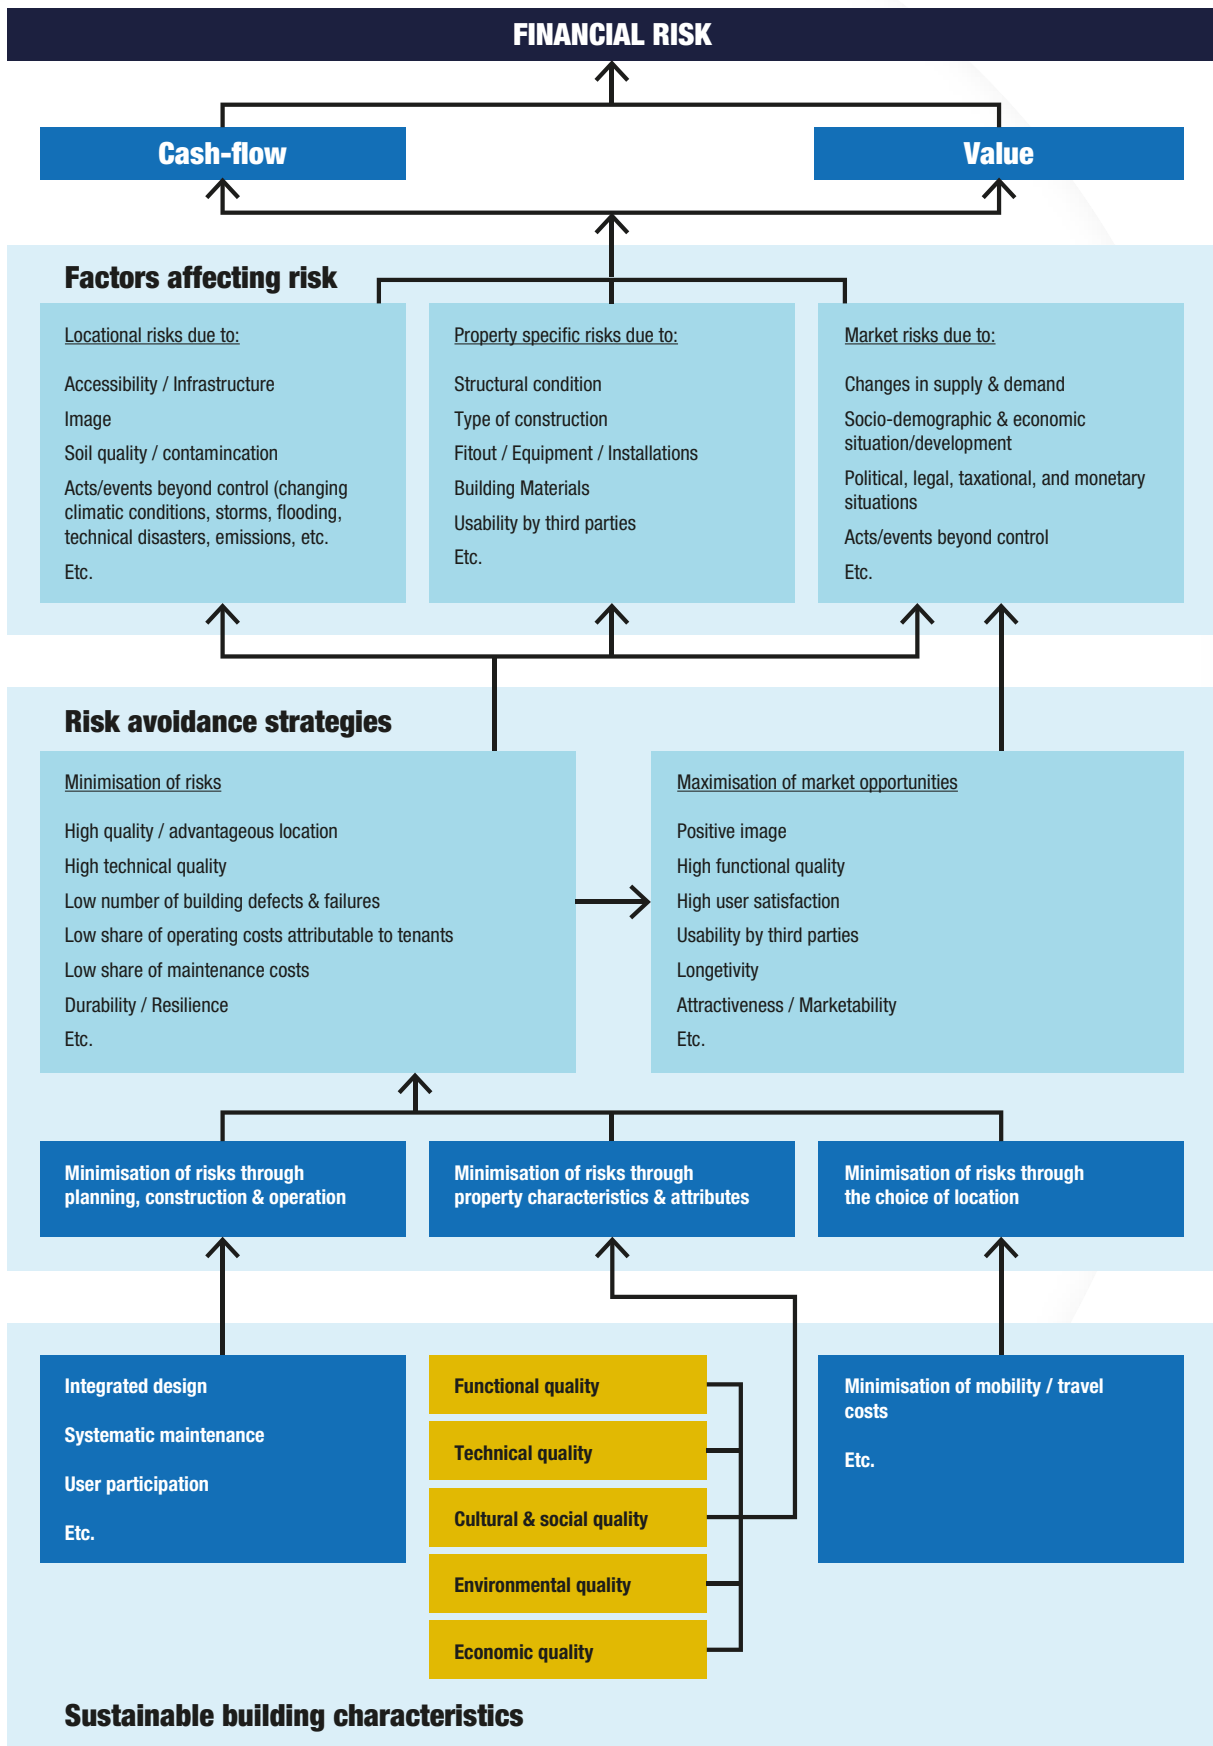 FINANCIAL RISK
Cash-flow
Value
Factors affecting risk
Locational risks due to:
Accessibility / Infrastructure
Image
Soil quality / contamincation
Acts/events beyond control (changing
climatic conditions, storms, flooding,
technical disasters, emissions, etc.
Etc.
Property specific risks due to:
Structural condition
Type of construction
Fitout / Equipment / Installations
Building Materials
Usability by third parties
Etc.
Market risks due to:
Changes in supply & demand
Socio-demographic & economic
situation/development
Political, legal, taxational, and monetary
situations
Acts/events beyond control
Etc.
Risk avoidance strategies
Minimisation of risks
High quality / advantageous location
High technical quality
Low number of building defects & failures
Low share of operating costs attributable to tenants
Low share of maintenance costs
Durability / Resilience
Etc.
Maximisation of market opportunities
Positive image
High functional quality
High user satisfaction
Usability by third parties
Longetivity
Attractiveness / Marketability
Etc.
Minimisation of risks through
planning, construction & operation
Minimisation of risks through
property characteristics & attributes
Minimisation of risks through
the choice of location
Integrated design
Systematic maintenance
User participation
Etc.
Functional quality
Technical quality
Cultural & social quality
Environmental quality
Economic quality
Minimisation of mobility / travel
costs
Etc.
Sustainable building characteristics